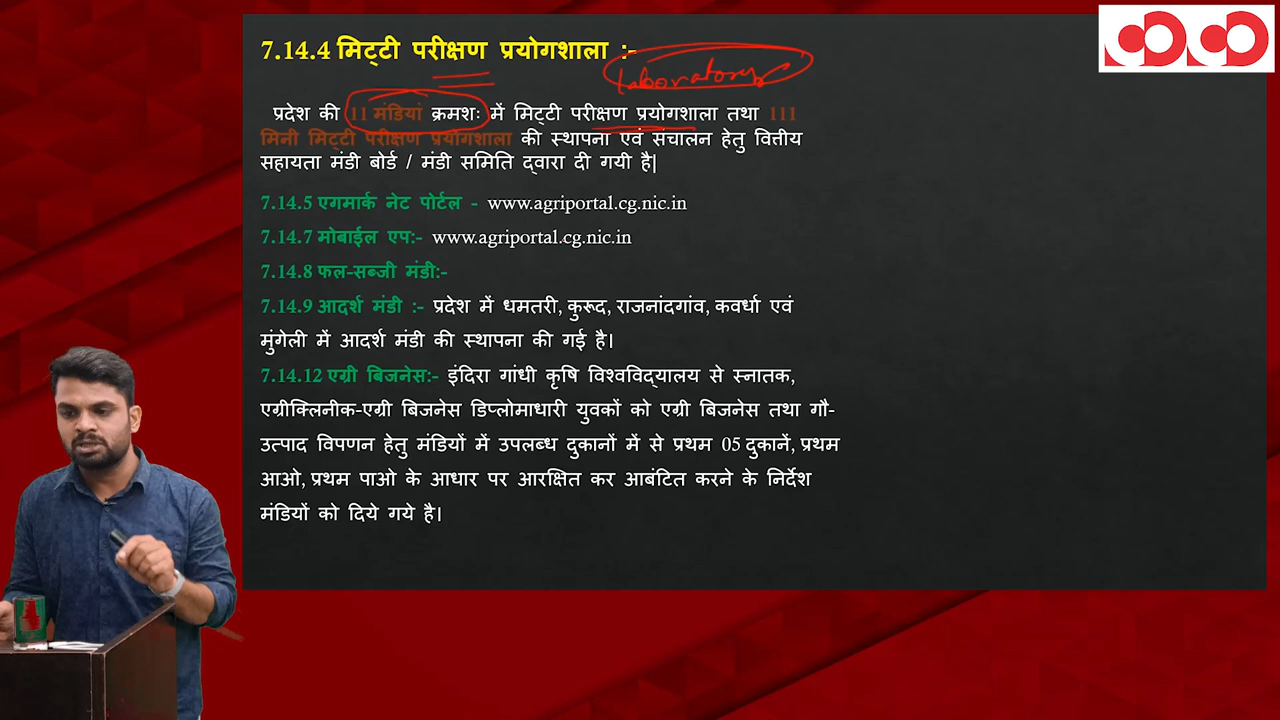 7.14.4 मिट्टी परीक्षण प्रयोगशाला :-
laboratory
प्रदेश की 11 मंडियां क्रमशः में मिट्टी परीक्षण प्रयोगशाला तथा 111
मिनी मिट्टी परीक्षण प्रयोगशाला की स्थापना एवं संचालन हेतु वित्तीय
सहायता मंडी बोर्ड / मंडी समिति द्वारा दी गयी है|
7.14.5 एगमार्क नेट पोर्टल - www.agriportal.cg.nic.in
7.14.7 मोबाईल एप:- www.agriportal.cg.nic.in
7.14.8 फल-सब्जी मंडी:-
7.14.9 आदर्श मंडी :- प्रदेश में धमतरी, कुरूद, राजनांदगांव, कवर्धा एवं
मुंगेली में आदर्श मंडी की स्थापना की गई है।
7.14.12 एग्री बिजनेस:- इंदिरा गांधी कृषि विश्वविद्यालय से स्नातक,
एग्रीक्लिनीक-एग्री बिजनेस डिप्लोमाधारी युवकों को एग्री बिजनेस तथा गौ-
उत्पाद विपणन हेतु मंडियों में उपलब्ध दुकानों में से प्रथम 05 दुकानें, प्रथम
आओ, प्रथम पाओ के आधार पर आरक्षित कर आबंटित करने के निर्देश
मंडियों को दिये गये है।